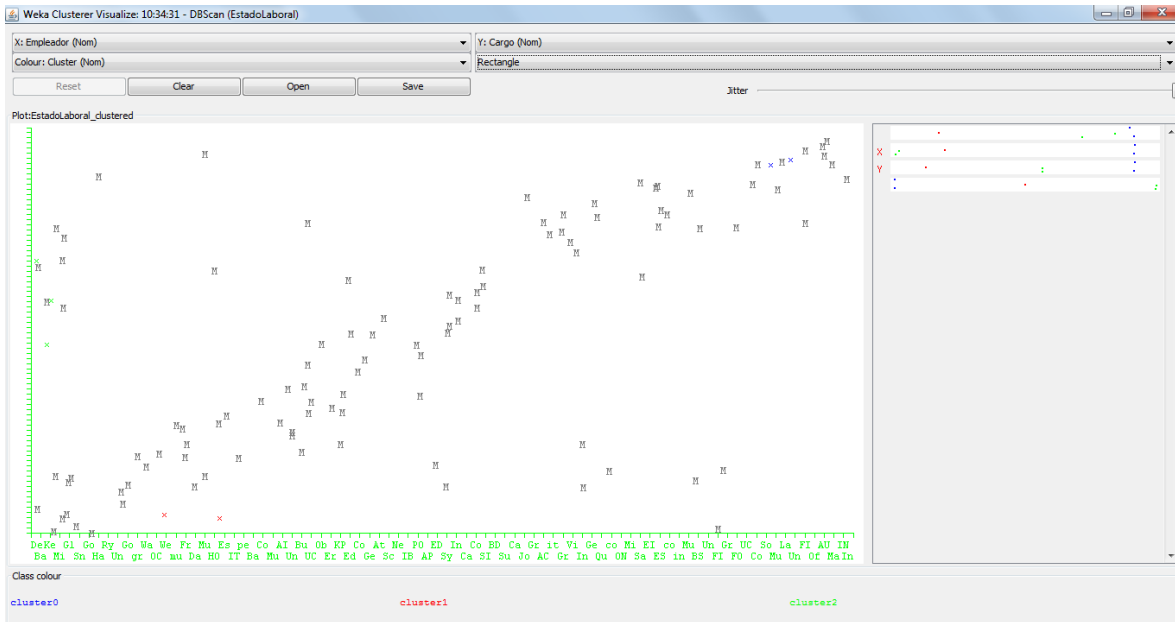 Weka Clusterer Visualize: 10:34:31 - DBScan (EstadoLaboral)
X: Empleador (Nom) Y: Cargo (Nom)
Colour: Cluster (Nom) Rectangle
Reset Clear Open Save Jitter
Plot:EstadoLaboral_clustered
X
Y
DeKe Gl Go Ry Go Wa We Fr Mu Es pe Co AI Bu Ob KP Co At Ne PO ED In Co BD Ca Gr it Vi Ge co Mi EI co Mu Un Gr UC So La FI AU IN
Ba Mi Sn Ha Un gr OC mu Da HO IT Ba Mu Un UC Er Ed Ge Sc IB AP Sy Ca SI Su Jo AC Gr In Qu ON Sa ES in BS FI FO Co Mu Un Of MaIn
Class colour
cluster0 cluster1 cluster2